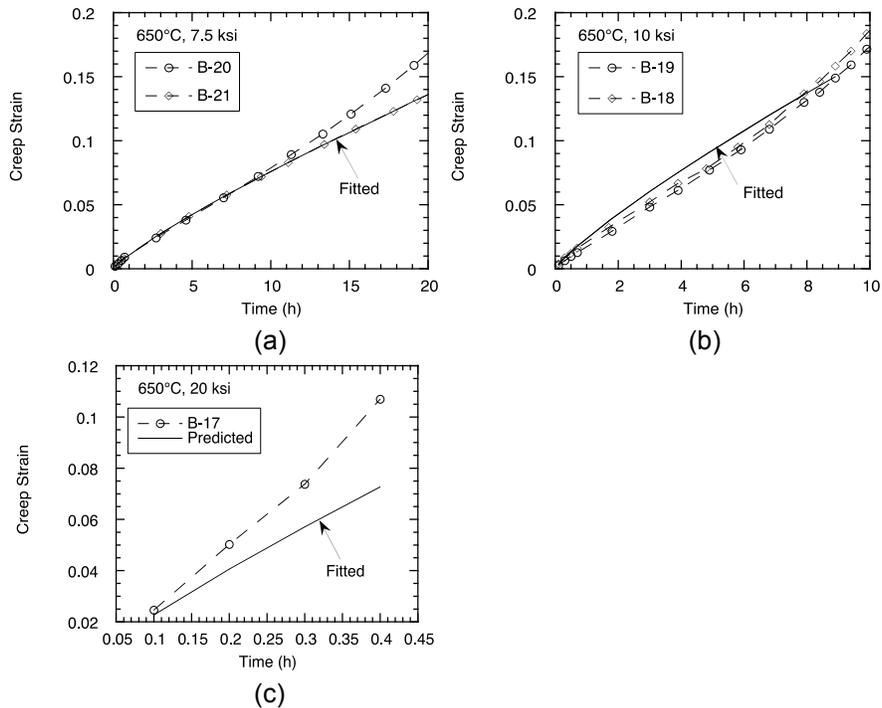 650°C, 7.5 ksi
B-20
B-21
Fitted
Creep Strain
0.2
0.15
0.1
0.05
0
0 5 10 15 20
Time (h)
(a)
650°C, 10 ksi
B-19
B-18
Fitted
Creep Strain
0.2
0.15
0.1
0.05
0
0 2 4 6 8 10
Time (h)
(b)
650°C, 20 ksi
B-17
Predicted
Fitted
Creep Strain
0.12
0.1
0.08
0.06
0.04
0.02
0.05 0.1 0.15 0.2 0.25 0.3 0.35 0.4 0.45
Time (h)
(c)